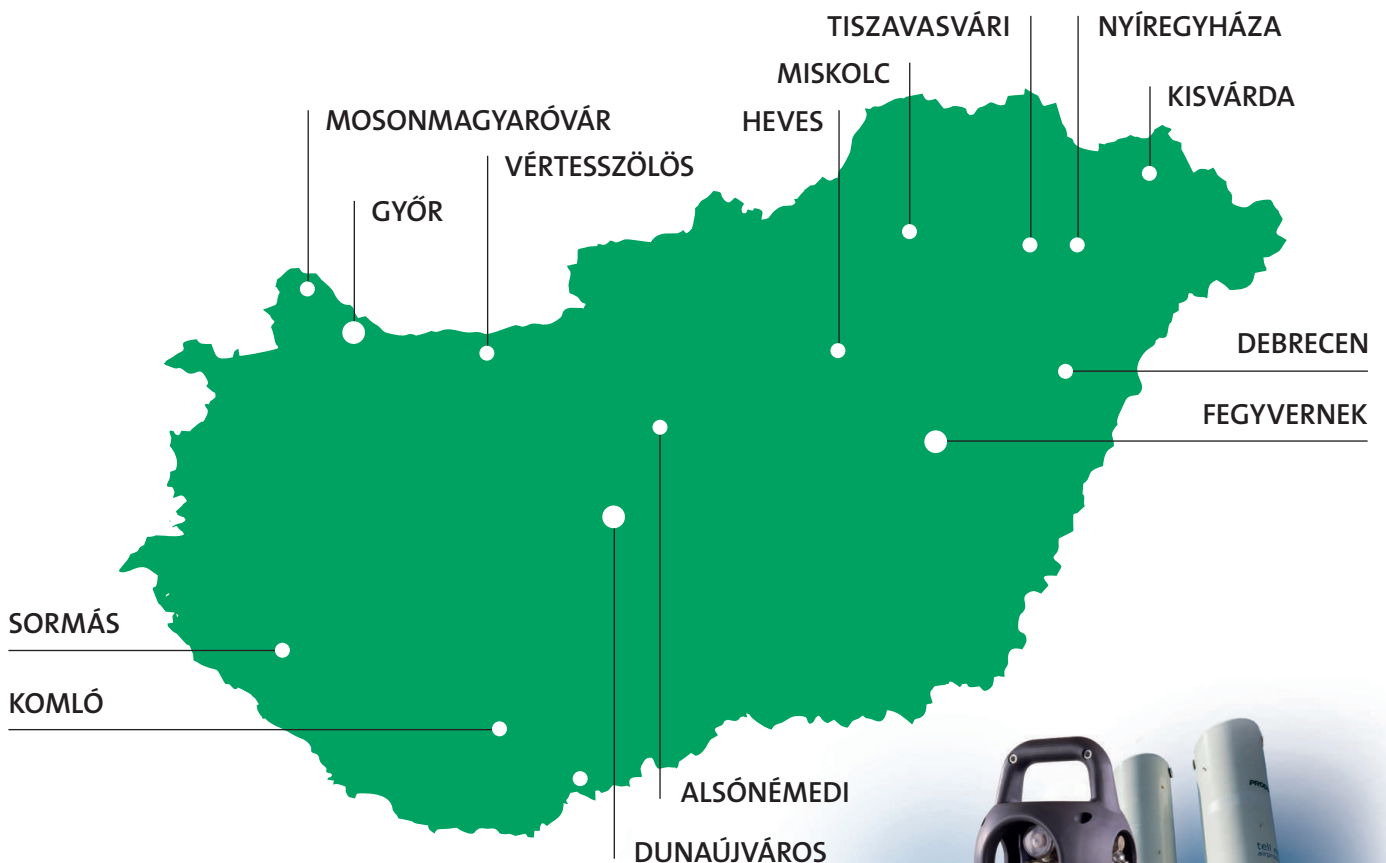 TISZAVASVÁRI
NYÍREGYHÁZA
MISKOLC
KISVÁRDA
MOSONMAGYARÓVÁR
HEVES
VÉRTESSZÖLÖS
GYŐR
DEBRECEN
FEGYVERNEK
SORMÁS
KOMLÓ
ALSÓNÉMEDI
DUNAÚJVÁROS